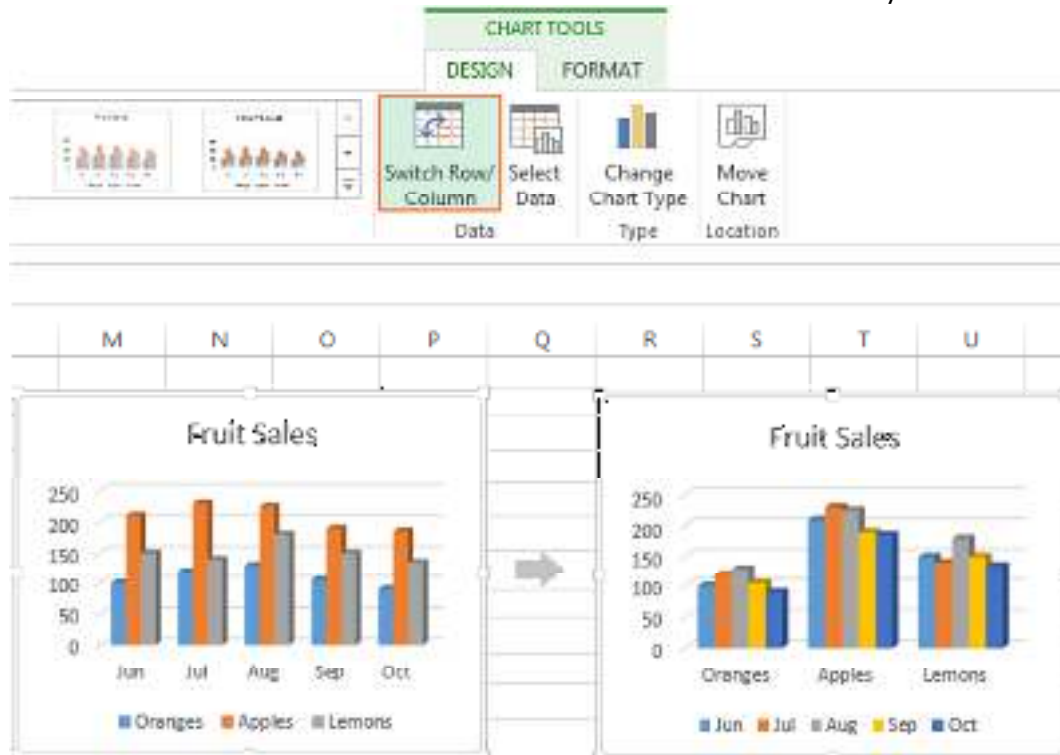 CHART TOOLS
DESIGN FORMAT
Switch Row/ Column
Select Data
Change Chart Type
Move Chart
Data Type Location
M N O P Q R S T U
Fruit Sales
250
200
150
100
50
0
Jun Jul Aug Sep Oct
Oranges Apples Lemons
Fruit Sales
250
200
150
100
50
0
Oranges Apples Lemons
Jun Jul Aug Sep Oct